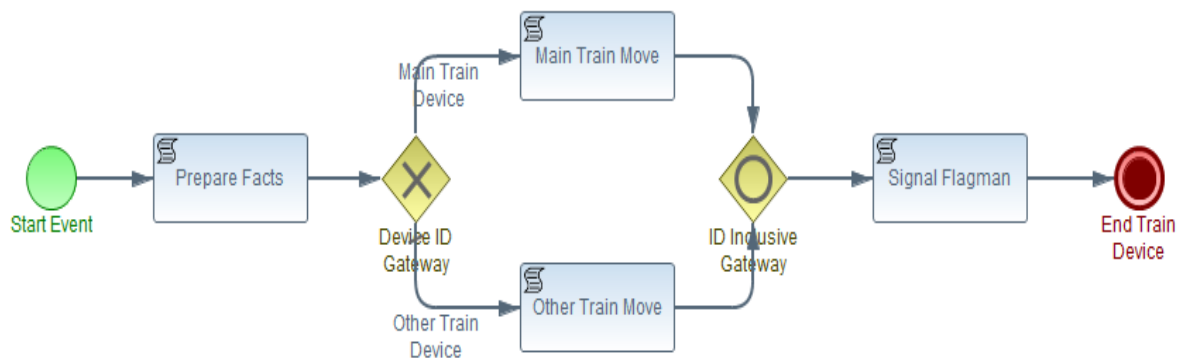 Start Event
Prepare Facts
Device ID
Gateway
Main Train
Device
Main Train Move
Other Train
Device
Other Train Move
ID Inclusive
Gateway
Signal Flagman
End Train
Device